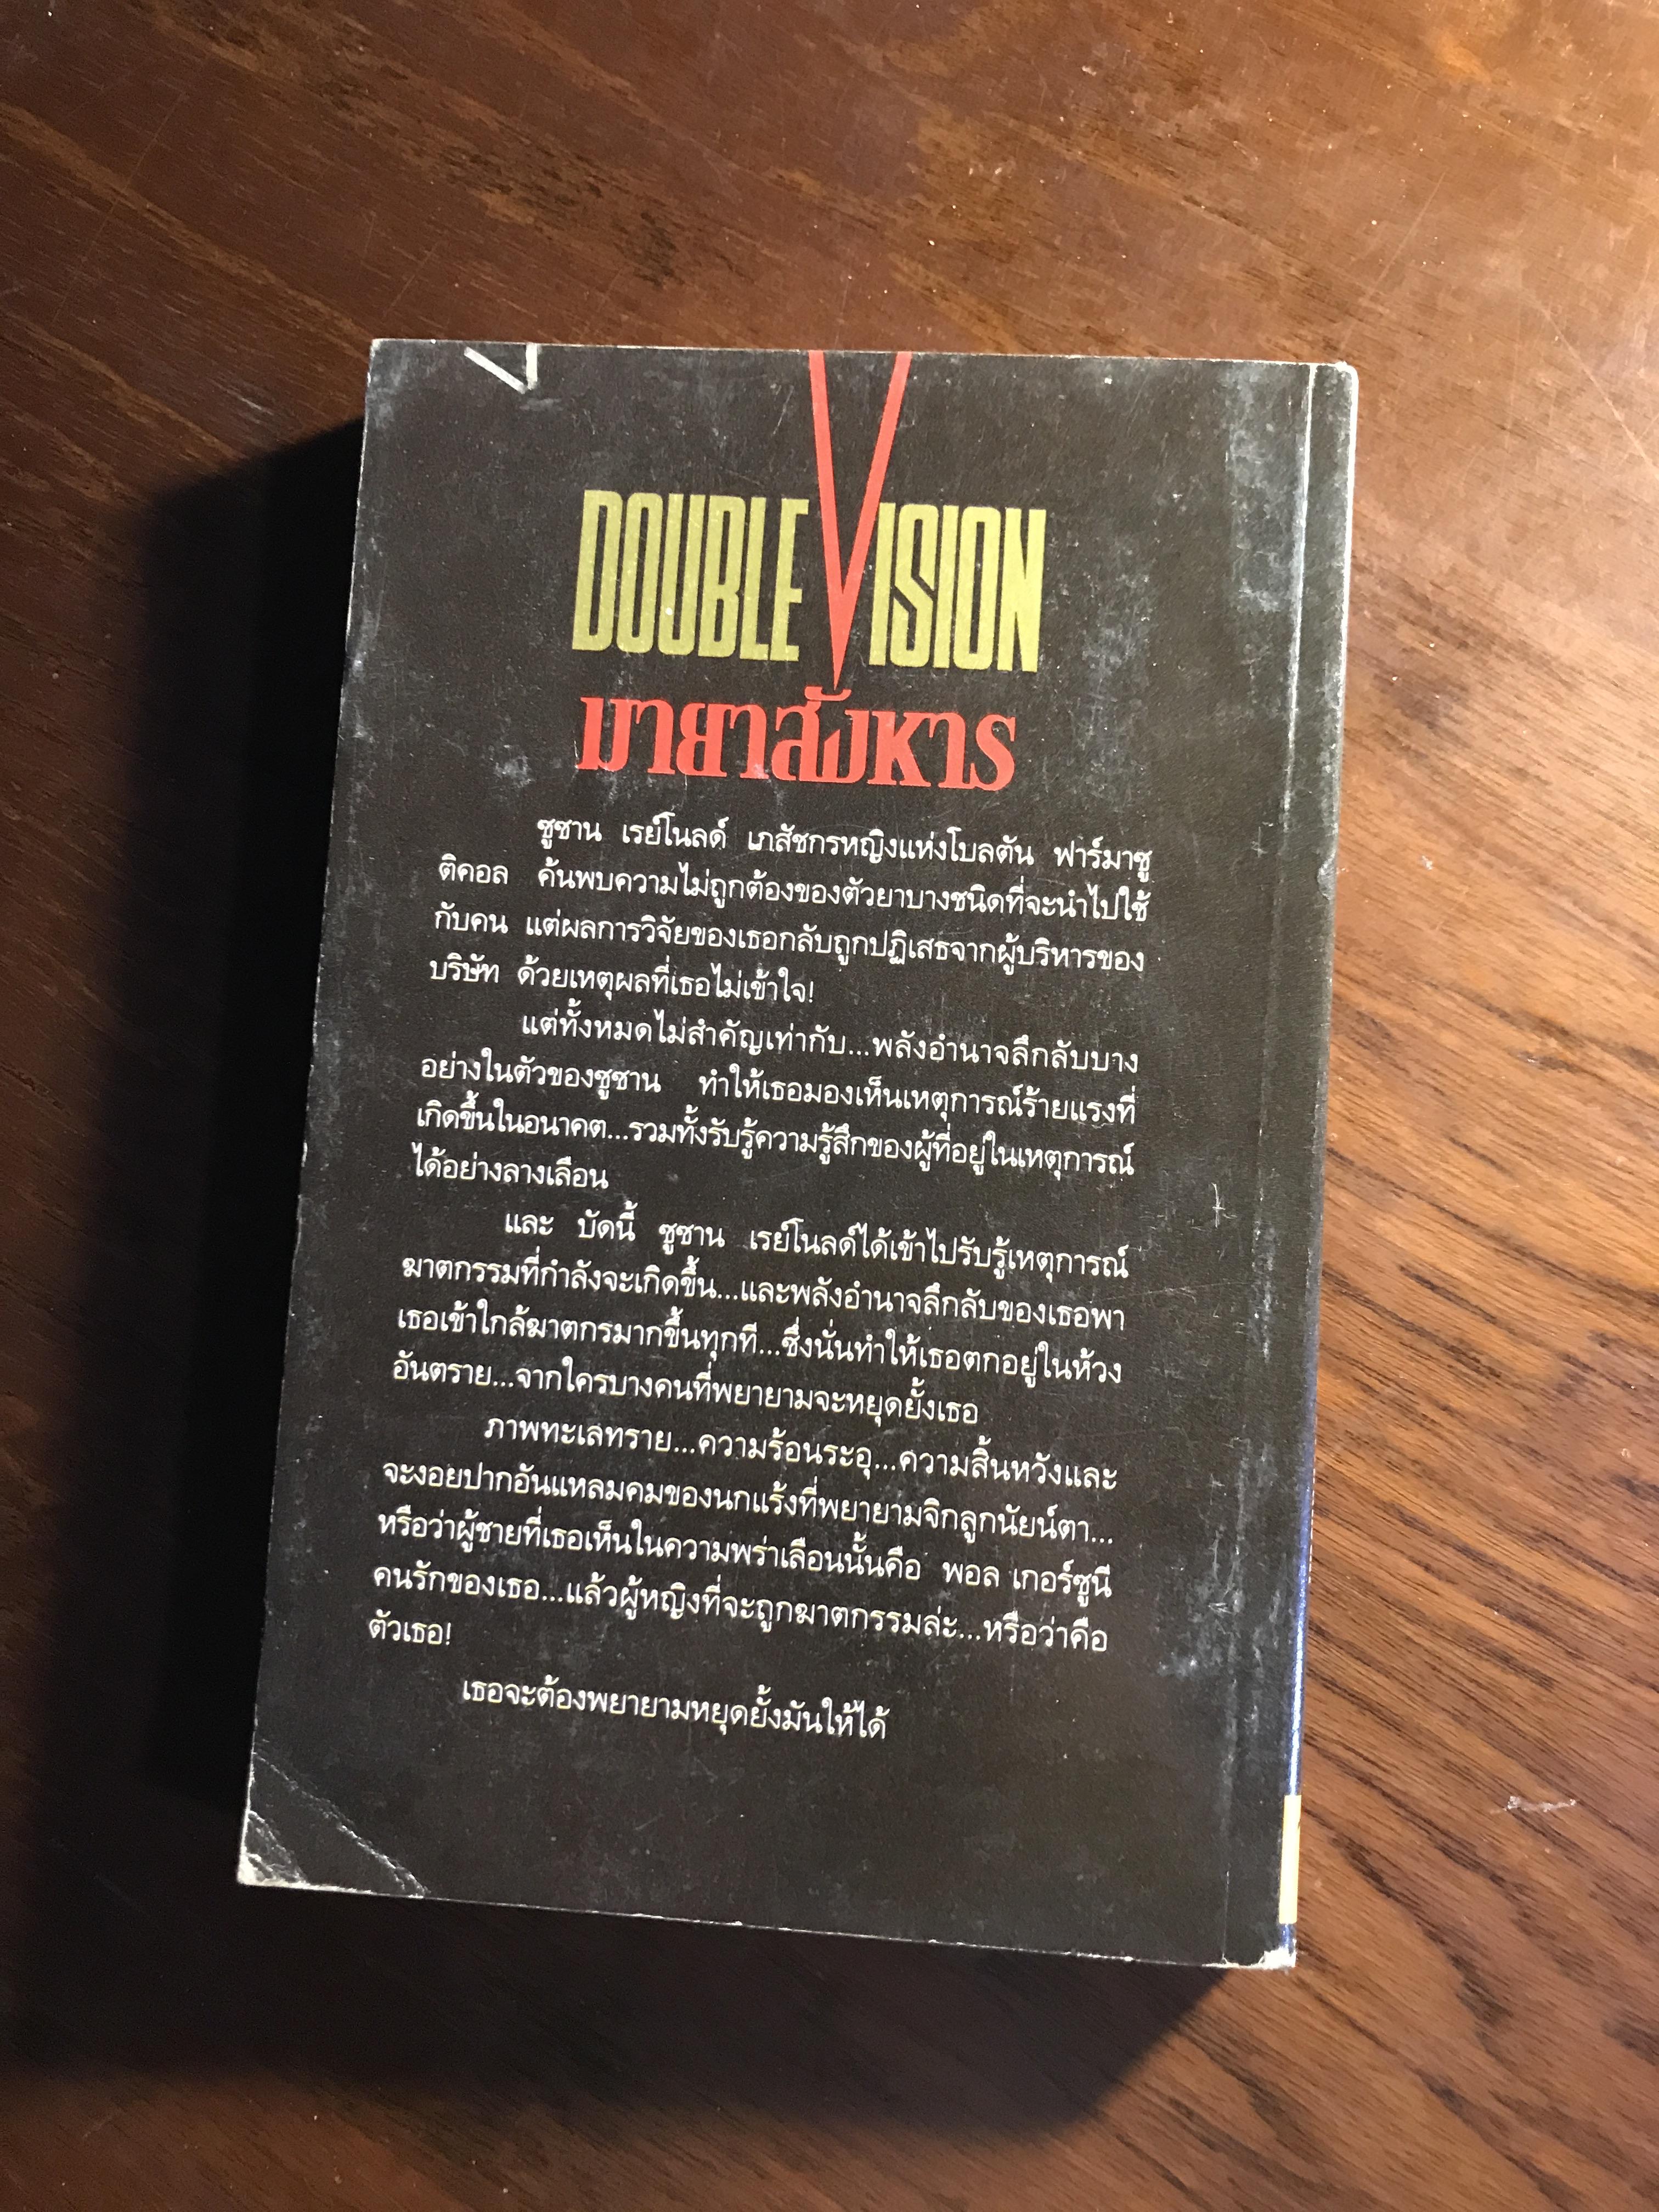 DOUBLE VISION
มายาสังหาร
ซูซาน เรย์โนลด์ เภสัชกรหญิงแห่งโบลตัน ฟาร์มาซู
ติคอล ค้นพบความไม่ถูกต้องของตัวยาบางชนิดที่จะนำไปใช้
กับคน แต่ผลการวิจัยของเธอกลับถูกปฏิเสธจากผู้บริหารของ
บริษัท ด้วยเหตุผลที่เธอไม่เข้าใจ!
แต่ทั้งหมดไม่สำคัญเท่ากับ...พลังอำนาจลึกลับบาง
อย่างในตัวของซูซาน ทำให้เธอมองเห็นเหตุการณ์ร้ายแรงที่
เกิดขึ้นในอนาคต...รวมทั้งรับรู้ความรู้สึกของผู้ที่อยู่ในเหตุการณ์
ได้อย่างลางเลือน
และ บัดนี้ ซูซาน เรย์โนลด์ได้เข้าไปรับรู้เหตุการณ์
ฆาตกรรมที่กำลังจะเกิดขึ้น...และพลังอำนาจลึกลับของเธอพา
เธอเข้าใกล้ฆาตกรมากขึ้นทุกที...ซึ่งนั่นทำให้เธอตกอยู่ในห้วง
อันตราย...จากใครบางคนที่พยายามจะหยุดยั้งเธอ
ภาพทะเลทราย...ความร้อนระอุ...ความสิ้นหวังและ
จะงอยปากอันแหลมคมของนกแร้งที่พยายามจิกลูกนัยน์ตา...
หรือว่าผู้ชายที่เธอเห็นในความพร่าเลือนนั้นคือ พอล เกอร์ซูนี
คนรักของเธอ...แล้วผู้หญิงที่จะถูกฆาตกรรมล่ะ...หรือว่าคือ
ตัวเธอ!
เธอจะต้องพยายามหยุดยั้งมันให้ได้